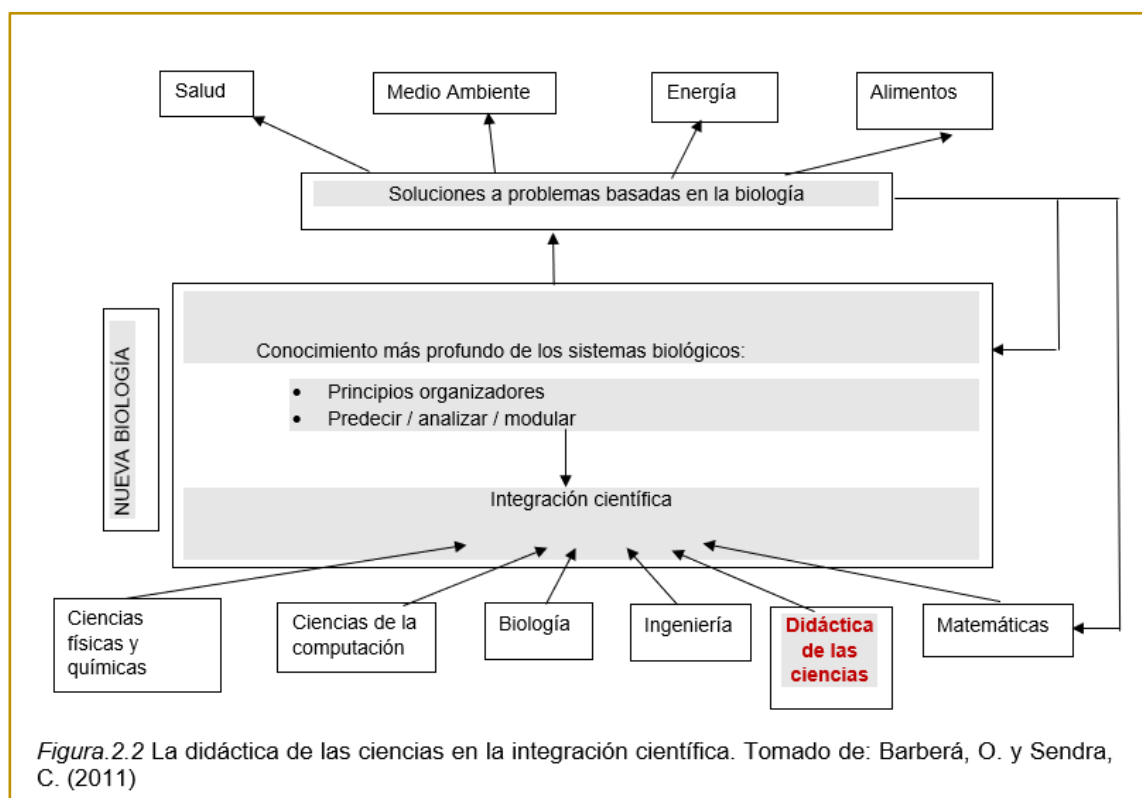 Salud
Medio Ambiente
Energía
Alimentos
Soluciones a problemas basadas en la biología
NUEVA BIOLOGÍA
Conocimiento más profundo de los sistemas biológicos:
• Principios organizadores
• Predecir / analizar / modular
Integración científica
Ciencias
físicas y
químicas
Ciencias de la
computación
Biología
Ingeniería
Didáctica
de las
ciencias
Matemáticas
Figura.2.2 La didáctica de las ciencias en la integración científica. Tomado de: Barberá, O. y Sendra,
C. (2011)